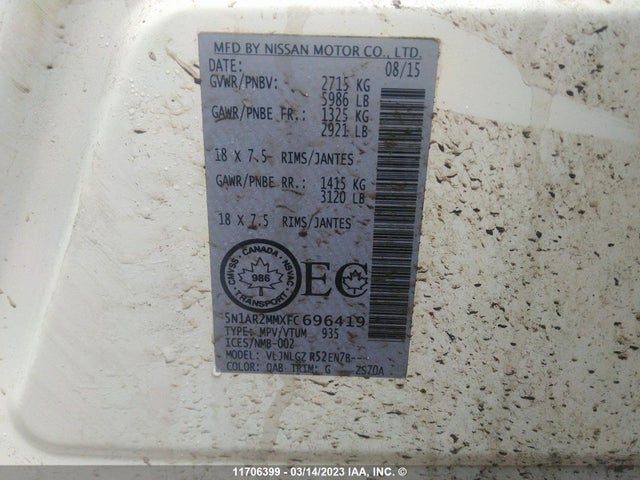 MFD BY NISSAN MOTOR CO., LTD.
DATE: 08/15
GVWR/PNBV: 2715 KG
5986 LB
GAWR/PNBE FR.: 1325 KG
2921 LB
18 X 7.5 RIMS/JANTES
GAWR/PNBE RR.: 1415 KG
3120 LB
18 X 7.5 RIMS/JANTES
CANADA
CMVSS · NSVAC
986
EC
5N1AR2MMXFC696419
TYPE: MPV/VTUM 935
ICES/NMB-002
MODEL: VLJNLGZ R52EN7B---
COLOR: QAB TRIM: G ZSZ0A
11706399 - 03/14/2023 IAA, INC. ©